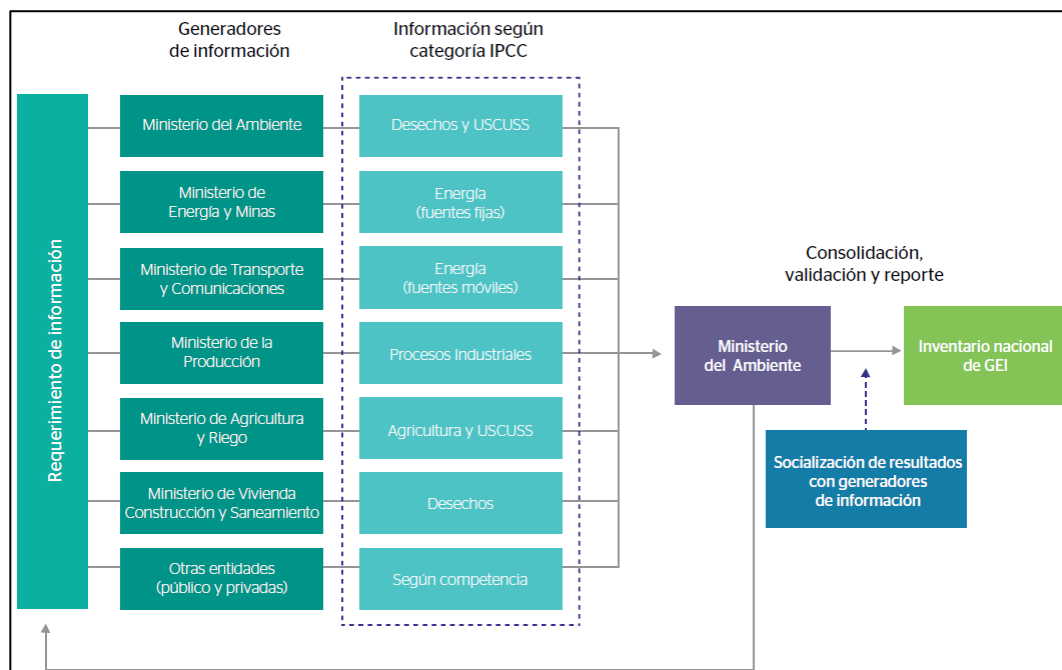 Generadores
de información
Información según
categoría IPCC
Requerimiento de información
Ministerio del Ambiente
Desechos y USCUSS
Ministerio de
Energía y Minas
Energía
(fuentes fijas)
Ministerio de Transporte
y Comunicaciones
Energía
(fuentes móviles)
Ministerio de la
Producción
Procesos Industriales
Ministerio de Agricultura
y Riego
Agricultura y USCUSS
Ministerio de Vivienda
Construcción y Saneamiento
Desechos
Otras entidades
(público y privadas)
Según competencia
Consolidación,
validación y reporte
Ministerio
del Ambiente
Inventario nacional
de GEI
Socialización de resultados
con generadores
de información